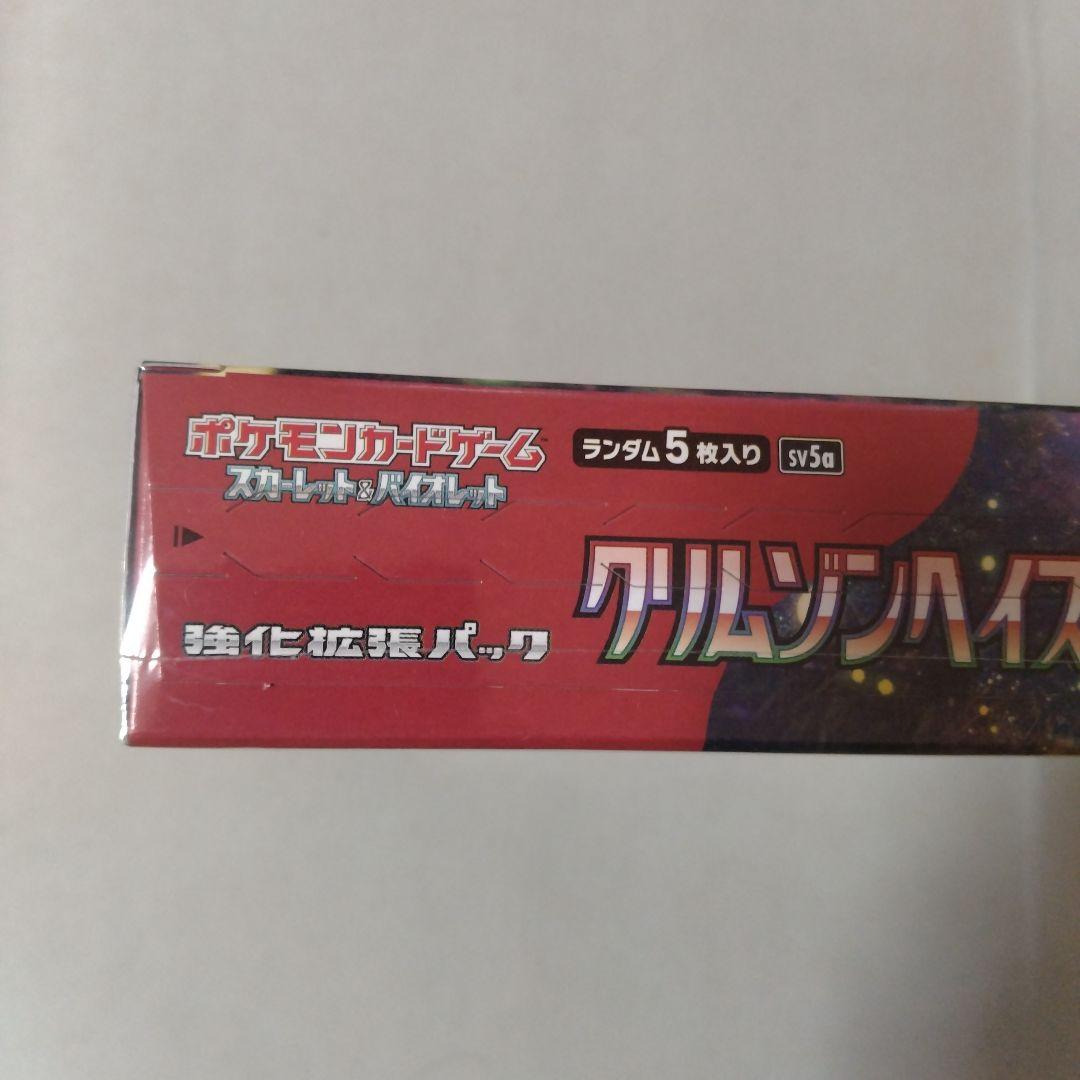 ポケモンカードゲーム™
スカーレット&バイオレット
ランダム5枚入り
sv5a
強化拡張パック
クリムゾンヘイズ